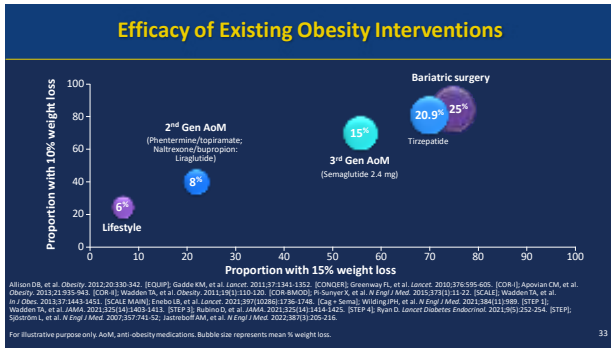 Efficacy of Existing Obesity Interventions
Proportion with 10% weight loss
100
80
60
40
20
0
Bariatric surgery
25%
20.9%
Tirzepatide
2nd Gen AoM
(Phentermine/topiramate;
Naltrexone/bupropion:
Liraglutide)
8%
15%
3rd Gen AoM
(Semaglutide 2.4 mg)
6%
Lifestyle
0 10 20 30 40 50 60 70 80 90 100
Proportion with 15% weight loss
Allison DB, et al. Obesity. 2012;20:330-342. [EQUIP]; Gadde KM, et al. Lancet. 2011;37:1341-1352. [CONQER]; Greenway FL, et al. Lancet. 2010;376:595-605. [COR-I]; Apovian CM, et al.
Obesity. 2013;21:935-943. [COR-II]; Wadden TA, et al. Obesity. 2011;19(1):110-120. [COR-BMOD]; Pi-Sunyer X, et al. N Engl J Med. 2015;373(1):11-22. [SCALE]; Wadden TA, et al.
In J Obes. 2013;37:1443-1451. [SCALE MAIN]; Enebo LB, et al. Lancet. 2021;397(10286):1736-1748. [Cag + Sema]; Wilding JPH, et al. N Engl J Med. 2021;384(11):989. [STEP 1];
Wadden TA, et al. JAMA. 2021;325(14):1403-1413. [STEP 3]; Rubino D, et al. JAMA. 2021;325(14):1414-1425. [STEP 4]; Ryan D. Lancet Diabetes Endocrinol. 2021;9(5):252-254. [STEP];
Sjöström L, et al. N Engl J Med. 2007;357:741-52; Jastreboff AM, et al. N Engl J Med. 2022;387(3):205-216.
For illustrative purpose only. AoM, anti-obesity medications. Bubble size represents mean % weight loss.
33